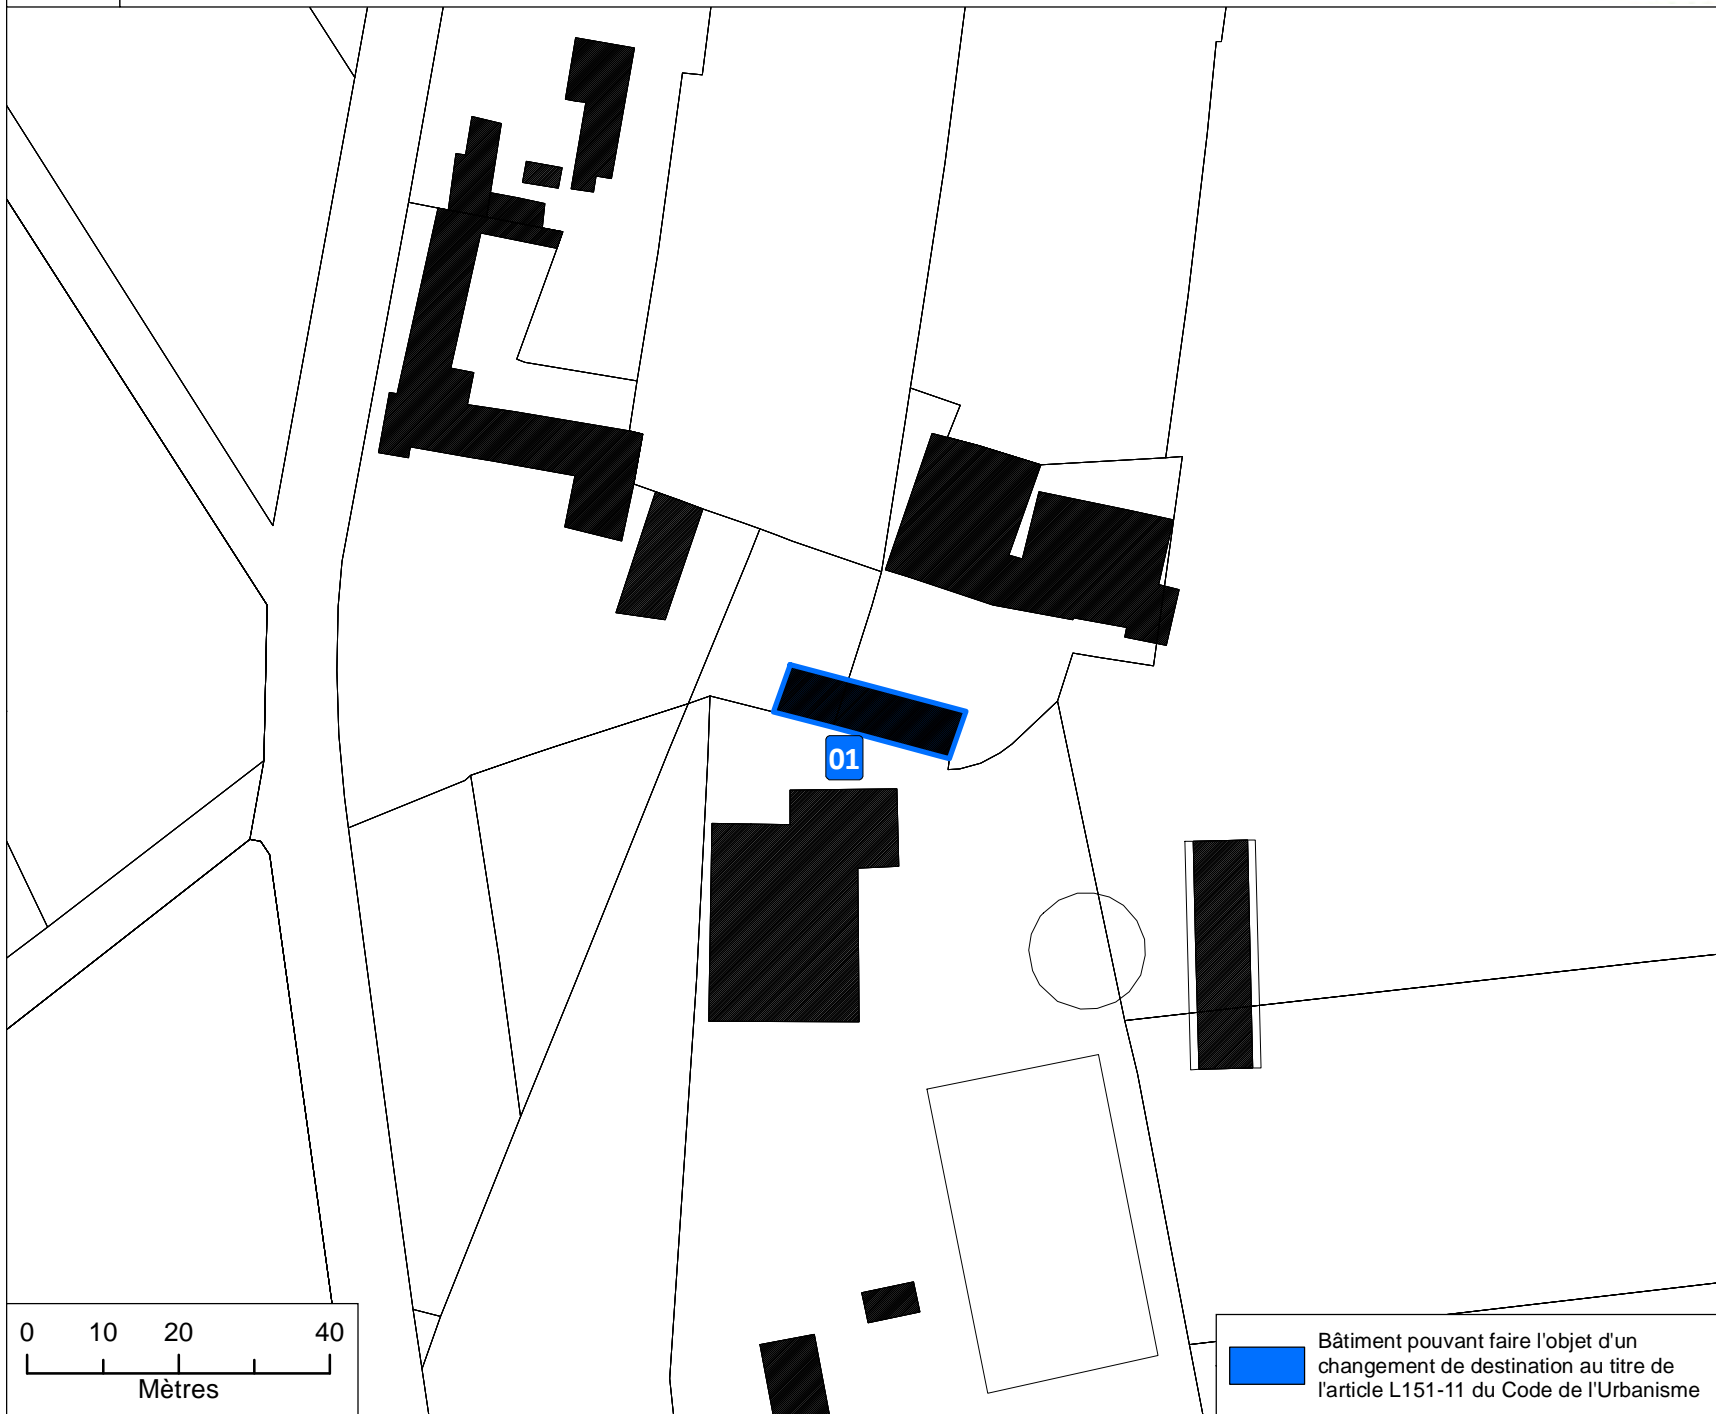 01
0 10 20 40
Mètres
Bâtiment pouvant faire l'objet d'un
changement de destination au titre de
l'article L151-11 du Code de l'Urbanisme